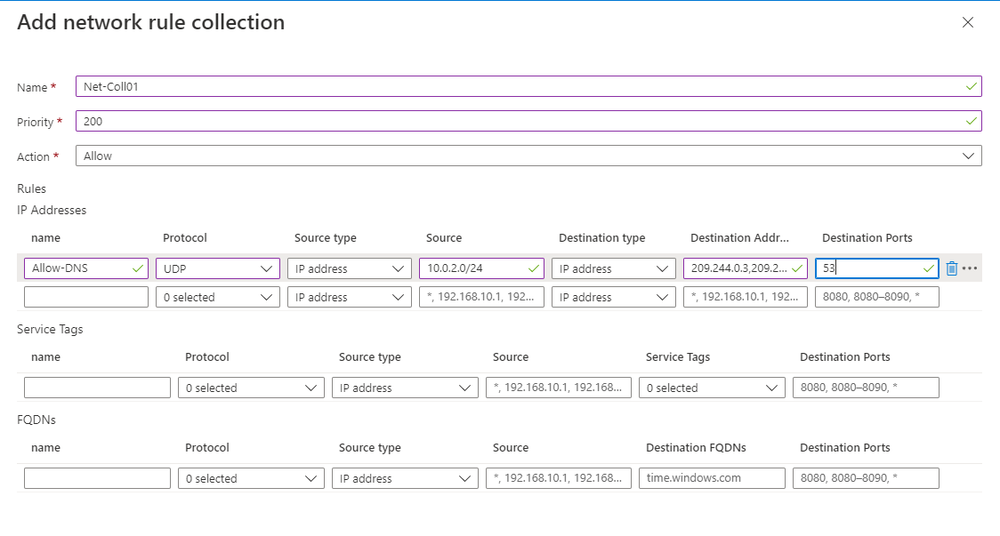 Add network rule collection
Name * Net-Coll01
Priority * 200
Action * Allow
Rules
IP Addresses
name Protocol Source type Source Destination type Destination Addr... Destination Ports
Allow-DNS UDP IP address 10.0.2.0/24 IP address 209.244.0.3,209.2... 53
0 selected IP address *, 192.168.10.1, 192... IP address *, 192.168.10.1, 192... 8080, 8080–8090, *
Service Tags
name Protocol Source type Source Service Tags Destination Ports
0 selected IP address *, 192.168.10.1, 192.168... 0 selected 8080, 8080–8090, *
FQDNs
name Protocol Source type Source Destination FQDNs Destination Ports
0 selected IP address *, 192.168.10.1, 192.168... time.windows.com 8080, 8080–8090, *